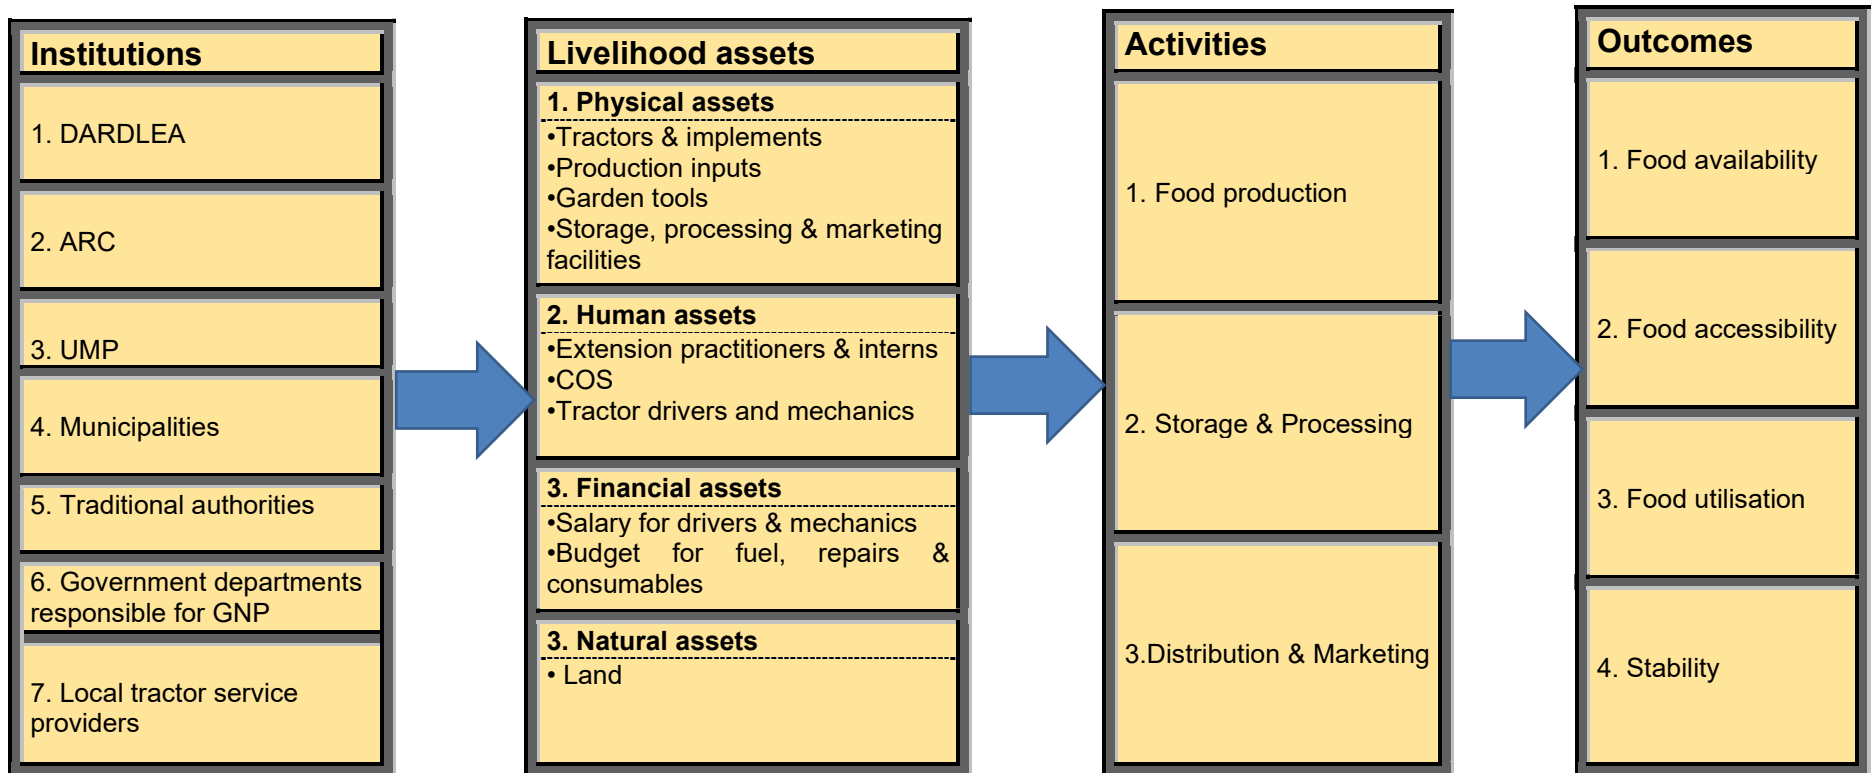 Institutions
1. DARDLEA
2. ARC
3. UMP
4. Municipalities
5. Traditional authorities
6. Government departments
responsible for GNP
7. Local tractor service
providers
Livelihood assets
1. Physical assets
•Tractors & implements
•Production inputs
•Garden tools
•Storage, processing & marketing
facilities
2. Human assets
•Extension practitioners & interns
•COS
•Tractor drivers and mechanics
3. Financial assets
•Salary for drivers & mechanics
•Budget for fuel, repairs &
consumables
3. Natural assets
• Land
Activities
1. Food production
2. Storage & Processing
3.Distribution & Marketing
Outcomes
1. Food availability
2. Food accessibility
3. Food utilisation
4. Stability